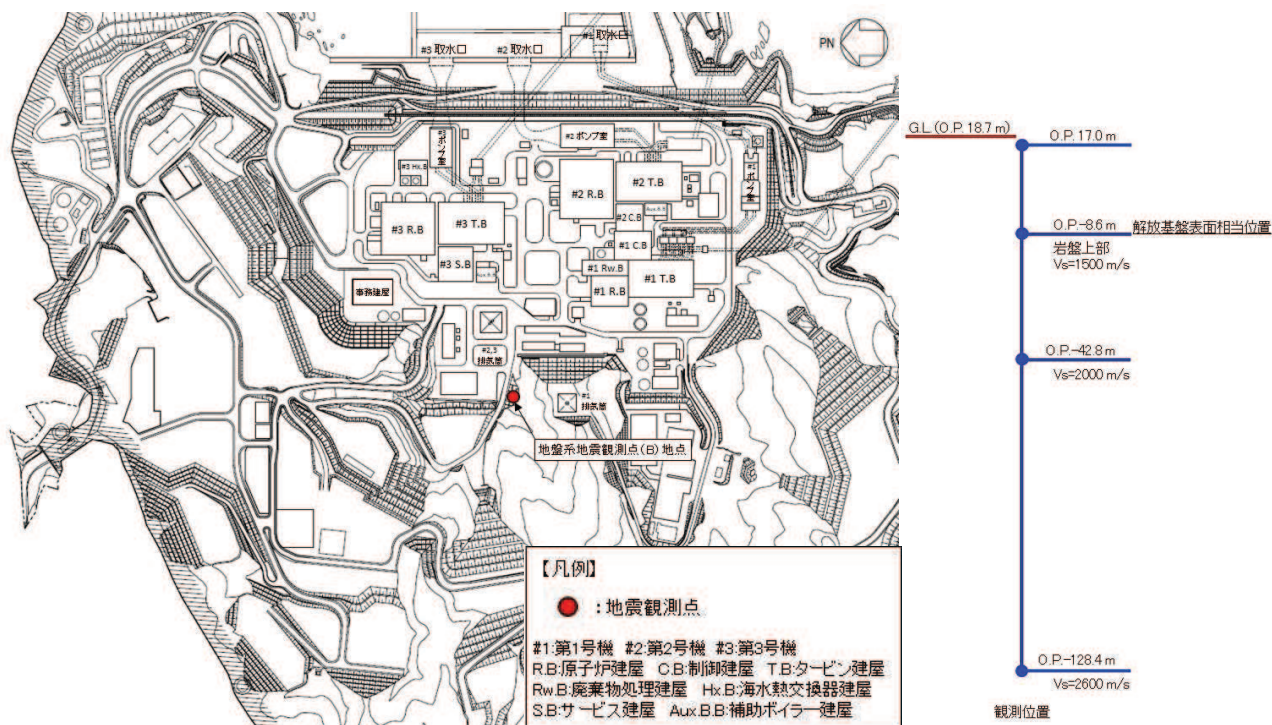 #3 取水口
#2 取水口
#1 取水口
PN
#3 ポンプ室
#2 ポンプ室
#1 ポンプ室
#3 Hx.B
#2 R.B
#2 T.B
#2 C.B
Aux.B.B
#3 R.B
#3 T.B
#1 C.B
#3 S.B
Aux.B.B
#1 Rw.B
#1 R.B
#1 T.B
事務建屋
#2,3
排気筒
#1
排気筒
地盤系地震観測点(B)地点
【凡例】
:地震観測点
#1:第1号機 #2:第2号機 #3:第3号機
R.B:原子炉建屋 C.B:制御建屋 T.B:タービン建屋
Rw.B:廃棄物処理建屋 Hx.B:海水熱交換器建屋
S.B:サービス建屋 Aux.B.B:補助ボイラー建屋
G.L (O.P. 18.7 m)
O.P. 17.0 m
O.P.-8.6 m 解放基盤表面相当位置
岩盤上部
Vs=1500 m/s
O.P.-42.8 m
Vs=2000 m/s
O.P.-128.4 m
Vs=2600 m/s
観測位置